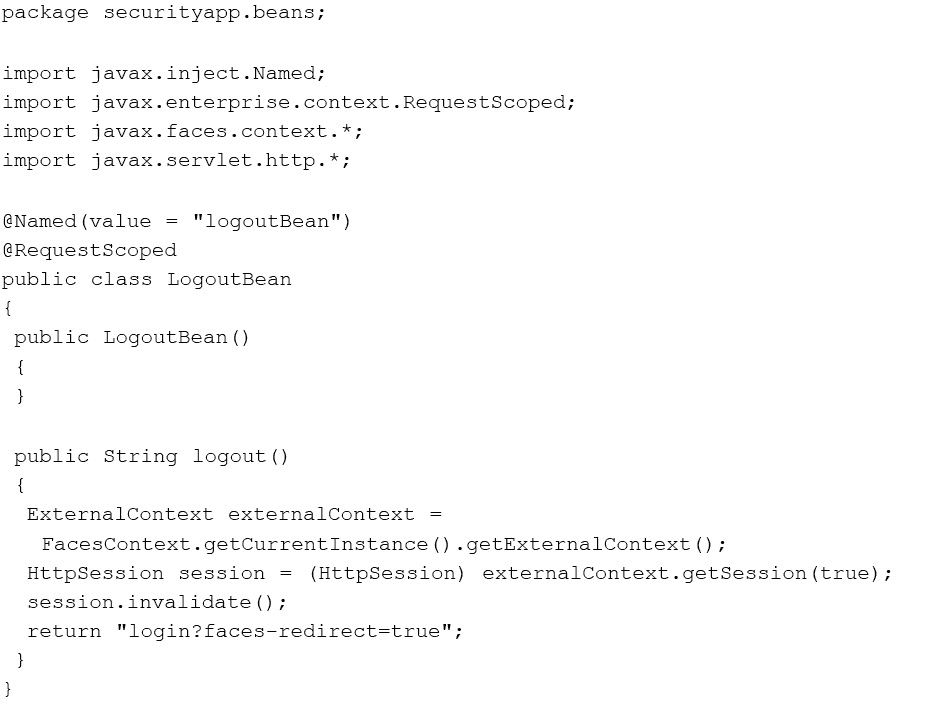 package securityapp.beans;
import javax.inject.Named;
import javax.enterprise.context.RequestScoped;
import javax.faces.context.*;
import javax.servlet.http.*;
@Named(value = "logoutBean")
@RequestScoped
public class LogoutBean
{
public LogoutBean()
{
}
public String logout()
{
ExternalContext externalContext =
FacesContext.getCurrentInstance().getExternalContext();
HttpSession session = (HttpSession) externalContext.getSession(true);
session.invalidate();
return "login?faces-redirect=true";
}
}